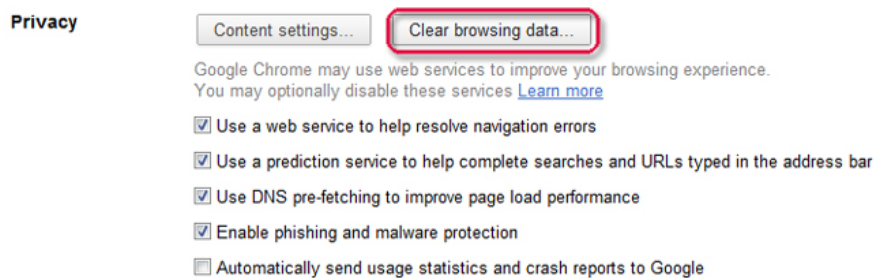 Privacy
Content settings... Clear browsing data...
Google Chrome may use web services to improve your browsing experience.
You may optionally disable these services Learn more
Use a web service to help resolve navigation errors
Use a prediction service to help complete searches and URLs typed in the address bar
Use DNS pre-fetching to improve page load performance
Enable phishing and malware protection
Automatically send usage statistics and crash reports to Google